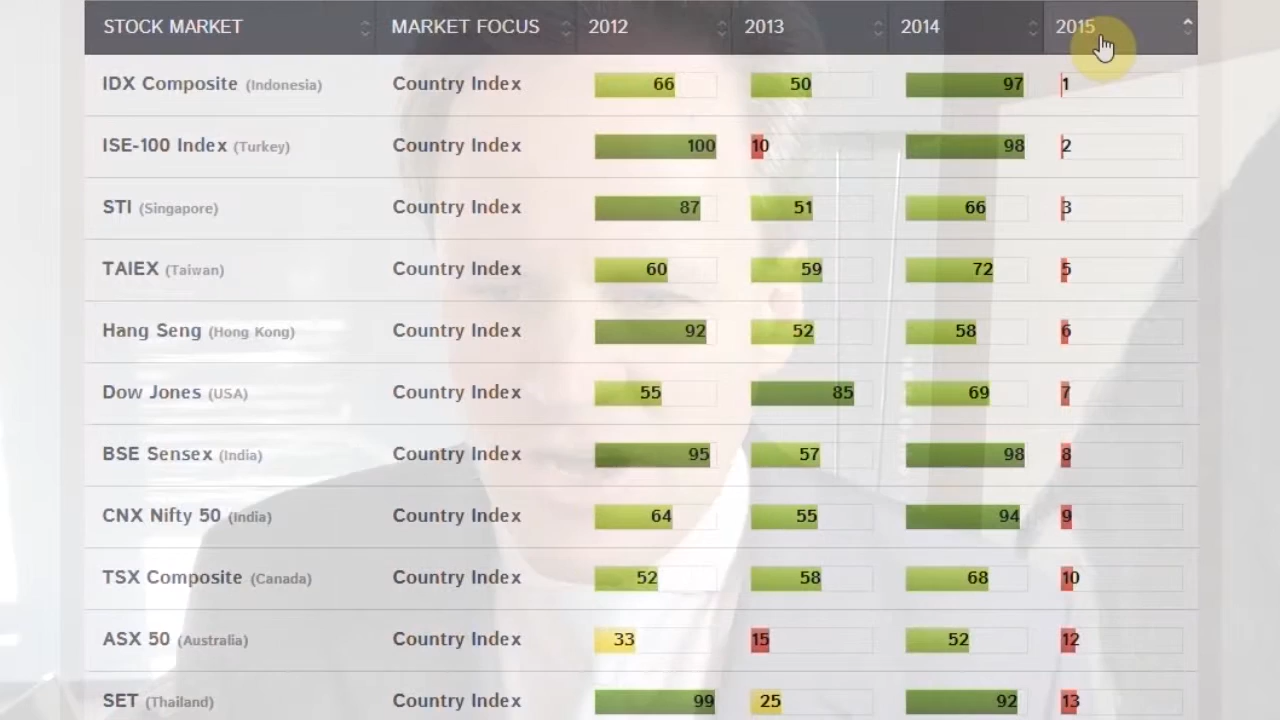 STOCK MARKET MARKET FOCUS 2012 2013 2014 2015
IDX Composite (Indonesia) Country Index 66 50 97 1
ISE-100 Index (Turkey) Country Index 100 10 98 2
STI (Singapore) Country Index 87 51 66 3
TAIEX (Taiwan) Country Index 60 59 72 5
Hang Seng (Hong Kong) Country Index 92 52 58 6
Dow Jones (USA) Country Index 55 85 69 7
BSE Sensex (India) Country Index 95 57 98 8
CNX Nifty 50 (India) Country Index 64 55 94 9
TSX Composite (Canada) Country Index 52 58 68 10
ASX 50 (Australia) Country Index 33 15 52 12
SET (Thailand) Country Index 99 25 92 13